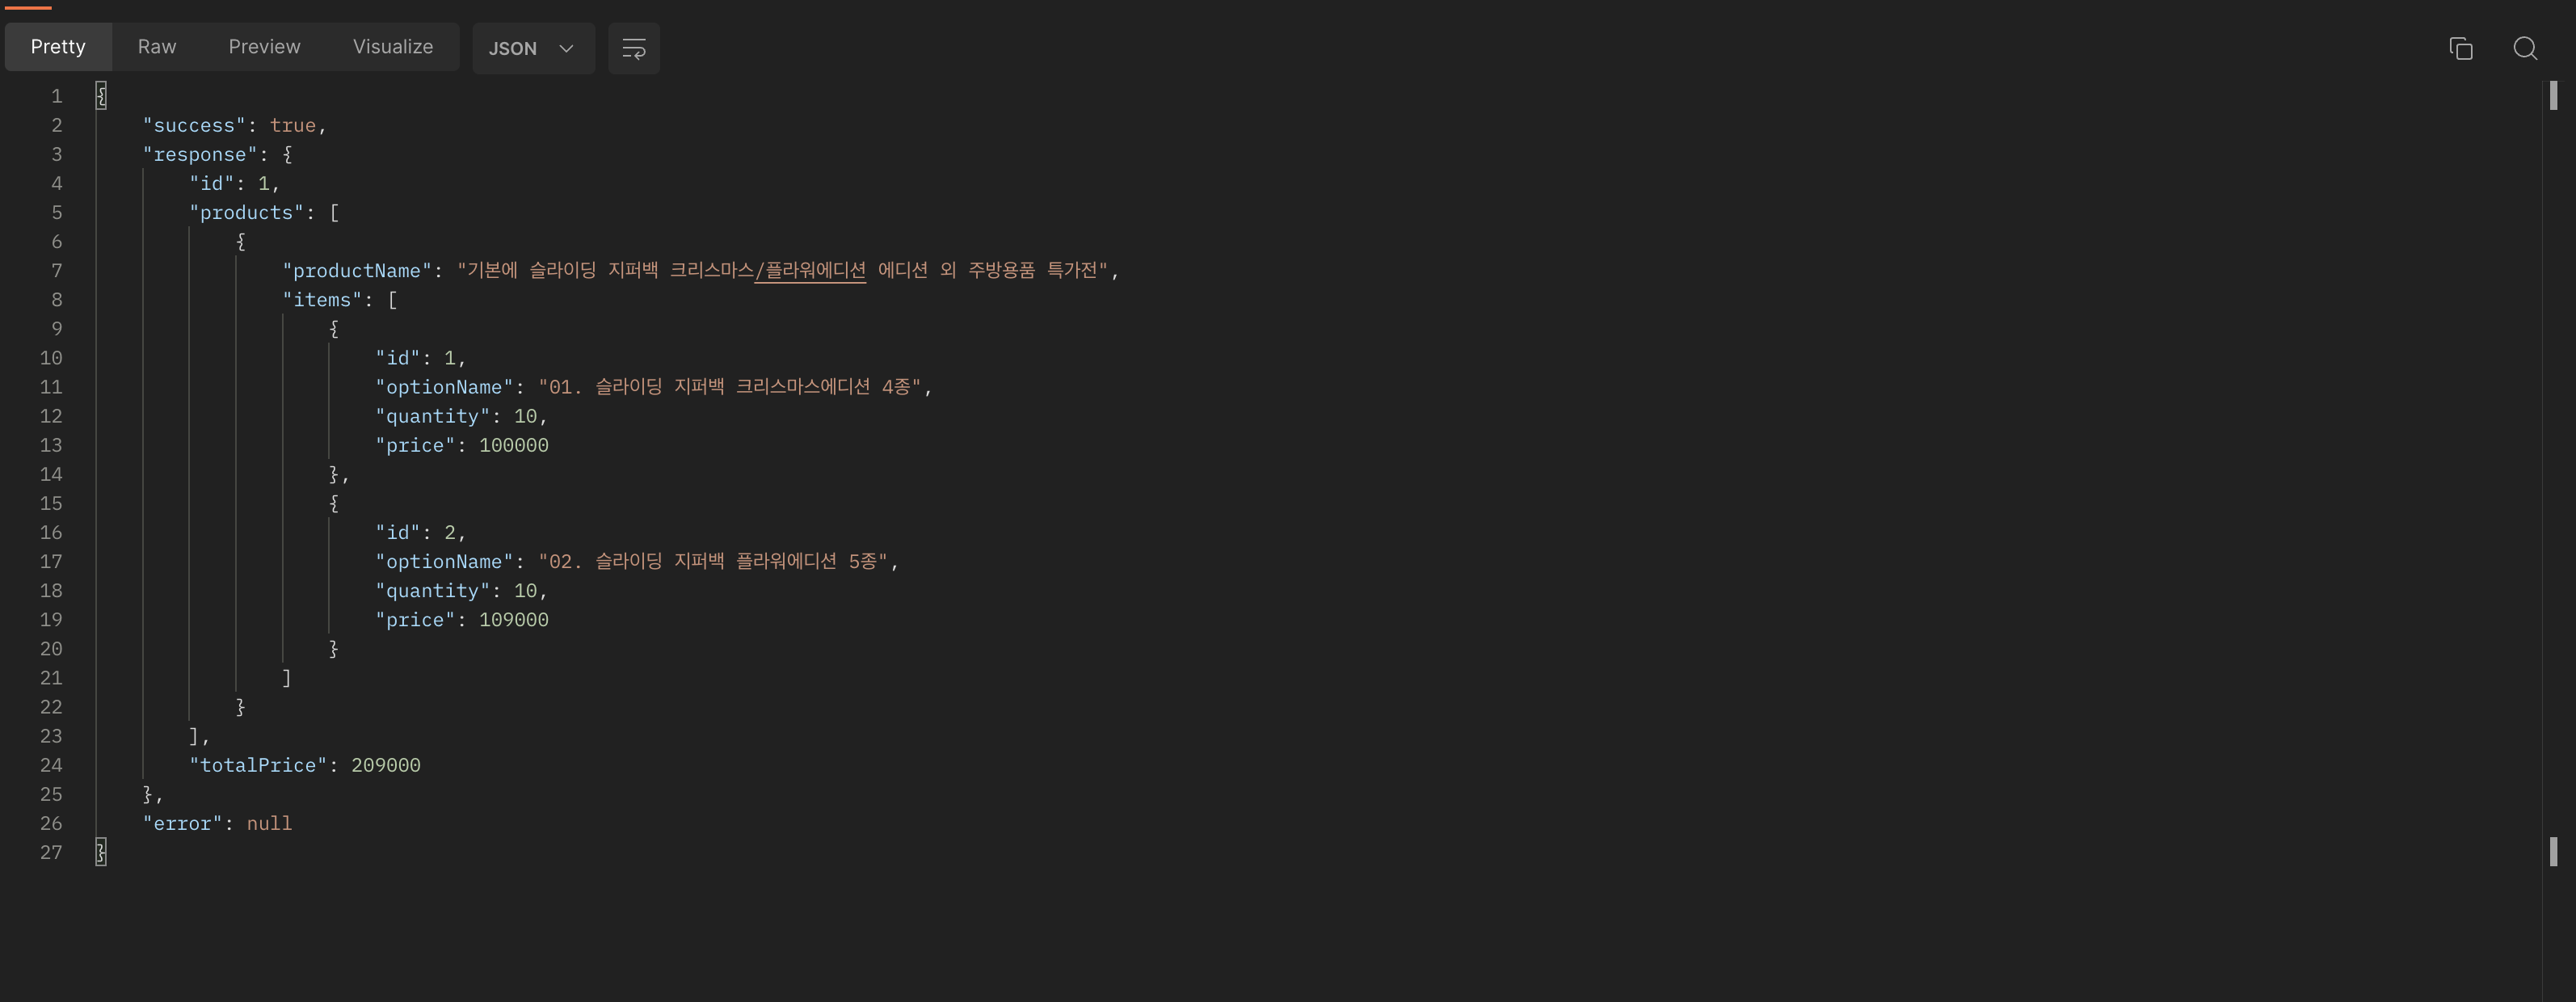 Pretty Raw Preview Visualize JSON
1 {
2 "success": true,
3 "response": {
4 "id": 1,
5 "products": [
6 {
7 "productName": "기본에 슬라이딩 지퍼백 크리스마스/플라워에디션 에디션 외 주방용품 특가전",
8 "items": [
9 {
10 "id": 1,
11 "optionName": "01. 슬라이딩 지퍼백 크리스마스에디션 4종",
12 "quantity": 10,
13 "price": 100000
14 },
15 {
16 "id": 2,
17 "optionName": "02. 슬라이딩 지퍼백 플라워에디션 5종",
18 "quantity": 10,
19 "price": 109000
20 }
21 ]
22 }
23 ],
24 "totalPrice": 209000
25 },
26 "error": null
27 }